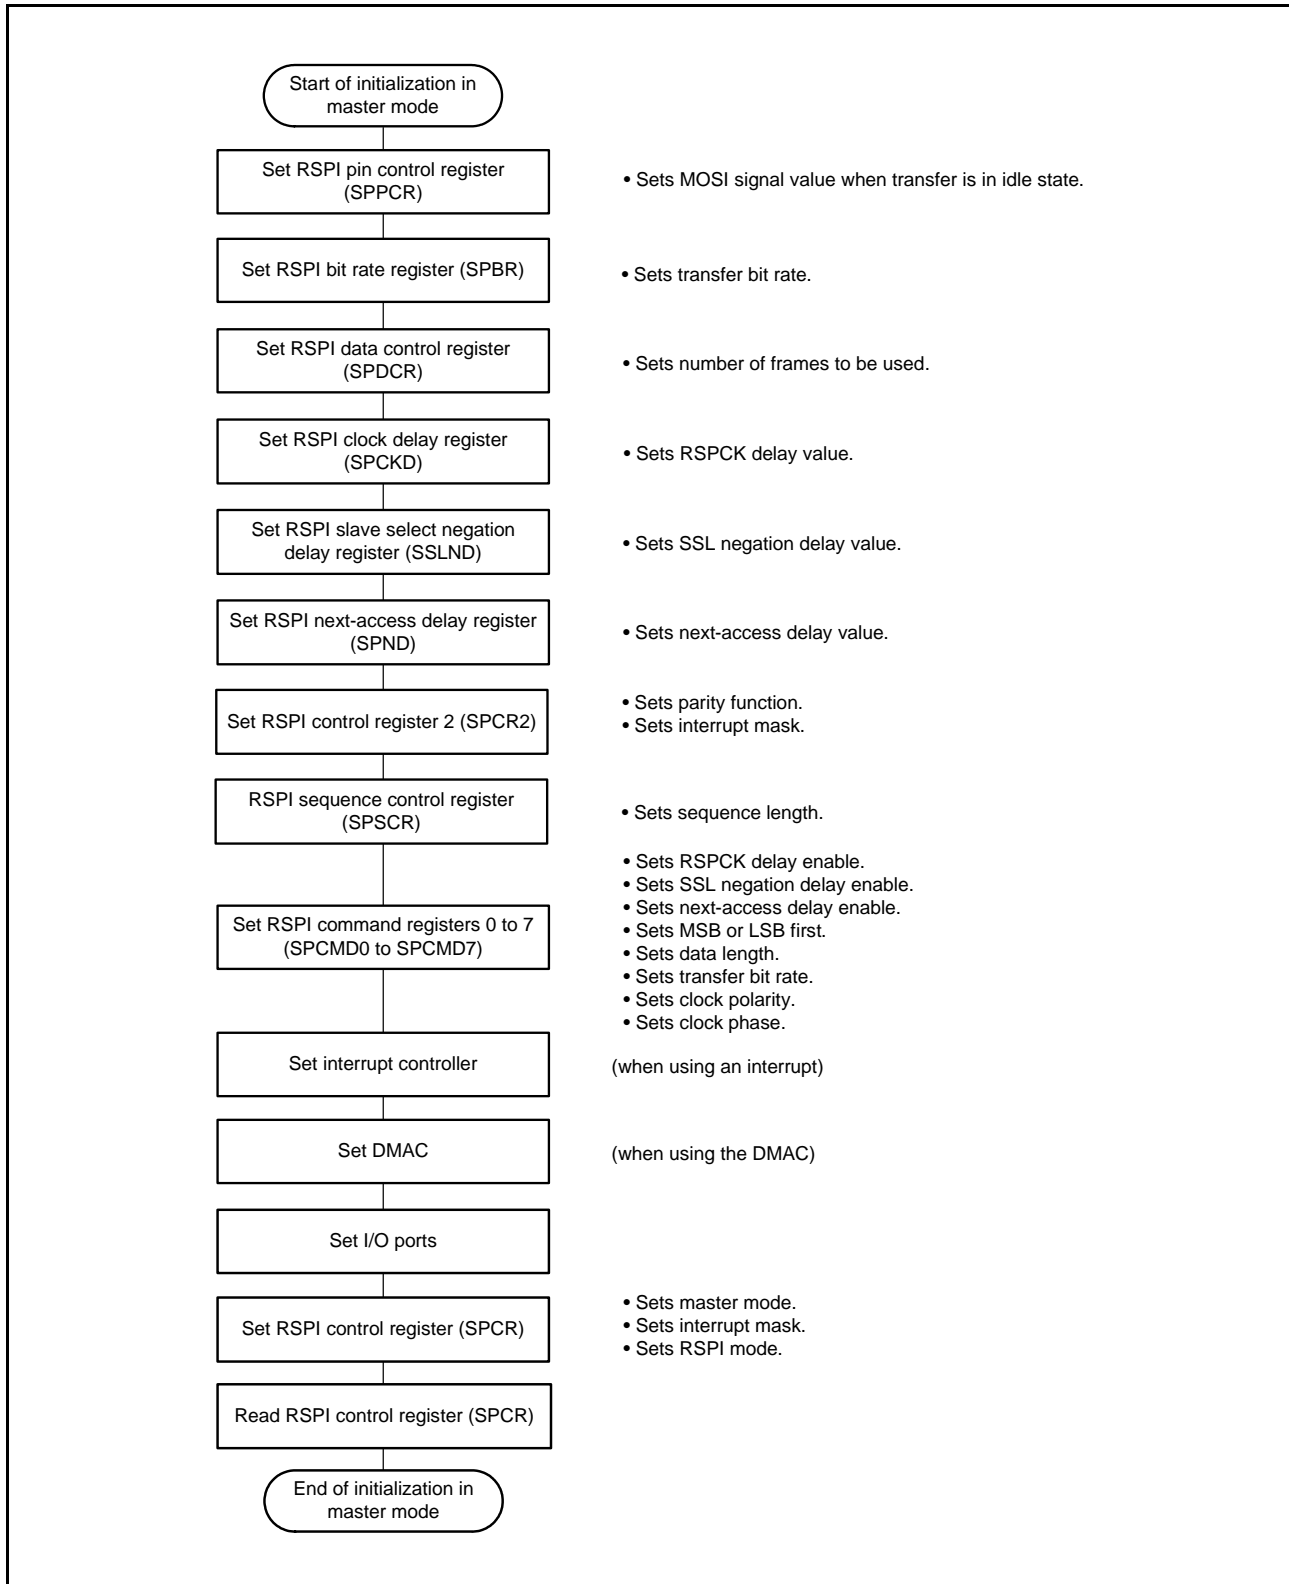 Start of initialization in
master mode
Set RSPI pin control register
(SPPCR)
• Sets MOSI signal value when transfer is in idle state.
Set RSPI bit rate register (SPBR)
• Sets transfer bit rate.
Set RSPI data control register
(SPDCR)
• Sets number of frames to be used.
Set RSPI clock delay register
(SPCKD)
• Sets RSPCK delay value.
Set RSPI slave select negation
delay register (SSLND)
• Sets SSL negation delay value.
Set RSPI next-access delay register
(SPND)
• Sets next-access delay value.
Set RSPI control register 2 (SPCR2)
• Sets parity function.
• Sets interrupt mask.
RSPI sequence control register
(SPSCR)
• Sets sequence length.
Set RSPI command registers 0 to 7
(SPCMD0 to SPCMD7)
• Sets RSPCK delay enable.
• Sets SSL negation delay enable.
• Sets next-access delay enable.
• Sets MSB or LSB first.
• Sets data length.
• Sets transfer bit rate.
• Sets clock polarity.
• Sets clock phase.
Set interrupt controller
(when using an interrupt)
Set DMAC
(when using the DMAC)
Set I/O ports
Set RSPI control register (SPCR)
• Sets master mode.
• Sets interrupt mask.
• Sets RSPI mode.
Read RSPI control register (SPCR)
End of initialization in
master mode